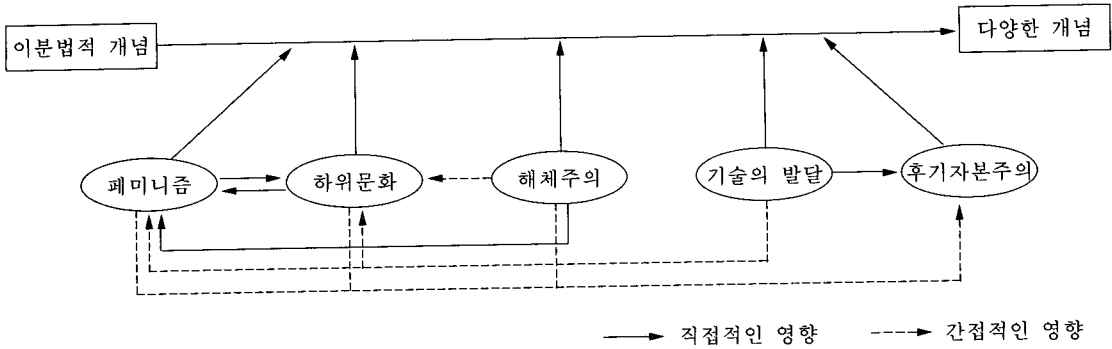 이분법적 개념
다양한 개념
페미니즘
하위문화
해체주의
기술의 발달
후기자본주의
직접적인 영향
간접적인 영향